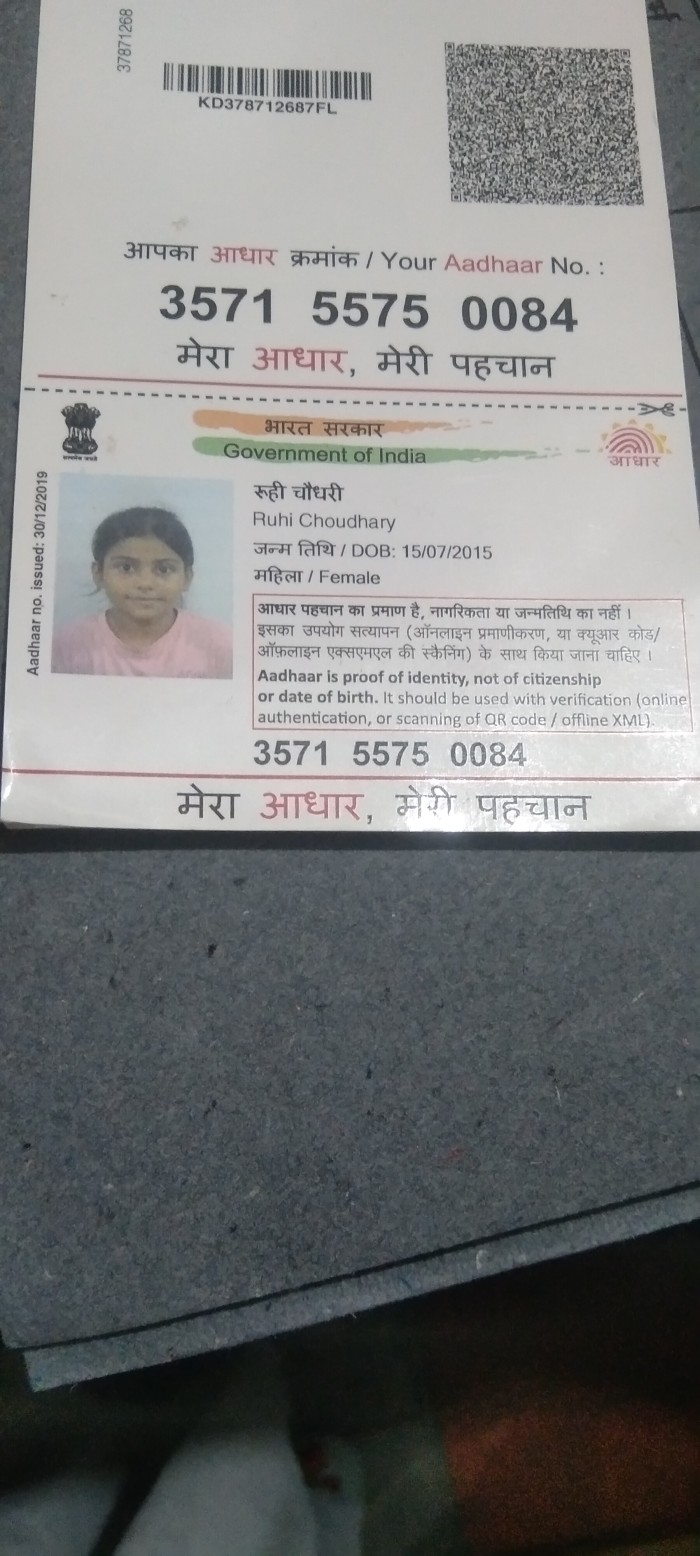 37871268
KD378712687FL
आपका आधार क्रमांक / Your Aadhaar No. :
3571 5575 0084
मेरा आधार, मेरी पहचान
भारत सरकार
Government of India
आधार
Aadhaar no. issued: 30/12/2019
रूही चौधरी
Ruhi Choudhary
जन्म तिथि / DOB: 15/07/2015
महिला / Female
आधार पहचान का प्रमाण है, नागरिकता या जन्मतिथि का नहीं ।
इसका उपयोग सत्यापन (ऑनलाइन प्रमाणीकरण, या क्यूआर कोड/
ऑफ़लाइन एक्सएमएल की स्कैनिंग) के साथ किया जाना चाहिए ।
Aadhaar is proof of identity, not of citizenship
or date of birth. It should be used with verification (online
authentication, or scanning of QR code / offline XML).
3571 5575 0084
मेरा आधार, मेरी पहचान